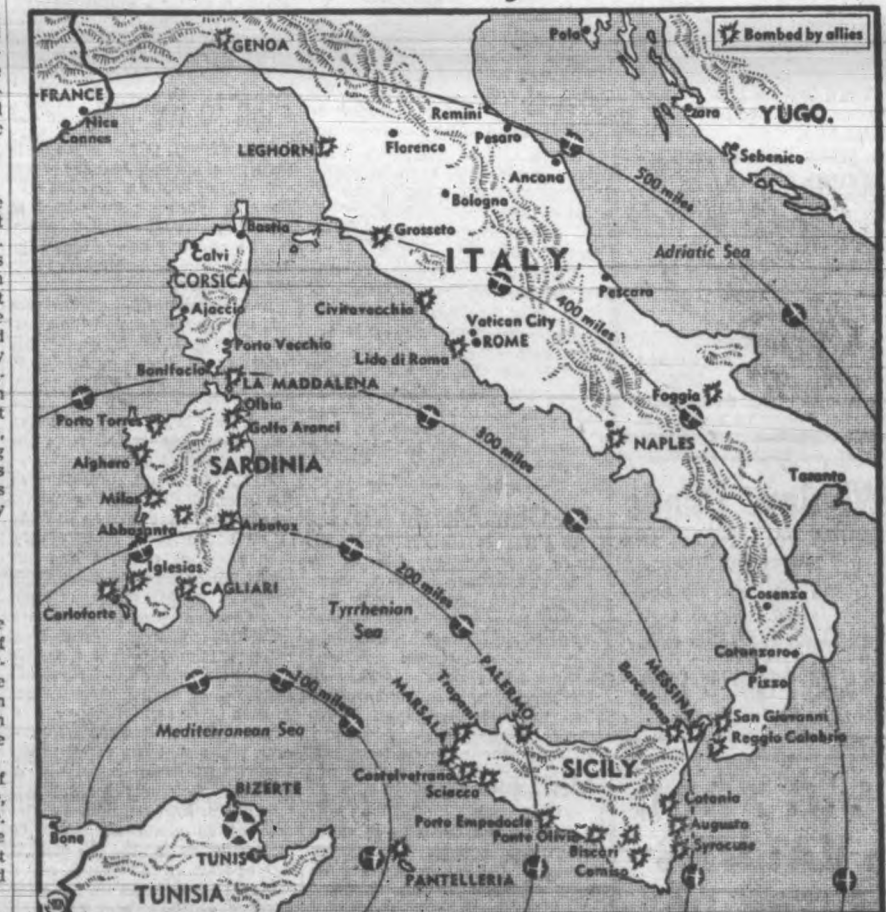 Bombed by allies
Pola
GENOA
FRANCE
Nice
Cannes
YUGO.
Zara
Sebenico
Remini
Pesaro
Florence
Ancona
LEGHORN
Bologna
500 miles
Adriatic Sea
Bastia
Grosseto
ITALY
Calvi
CORSICA
Ajaccio
Civitavecchia
Pescara
400 miles
Vatican City
ROME
Porto Vecchio
Lido di Roma
Bonifacio
LA MADDALENA
Foggia
Olbia
Porto Torres
Golfo Aranci
300 miles
NAPLES
Alghero
SARDINIA
Taranto
Milas
Abbasanta
Arbatax
Iglesias
200 miles
CAGLIARI
Carloforte
Tyrrhenian
Sea
Cosenza
Catanzaro
Pizzo
100 miles
Mediterranean Sea
MARSALA
Trapani
PALERMO
Barcellona
MESSINA
San Giovanni
Reggio Calabria
Castelvetrano
Sciacca
SICILY
BIZERTE
Catania
Porto Empedocle
Ponte Olivo
Augusta
Bone
Biscari
Syracuse
TUNIS
Comiso
PANTELLERIA
TUNISIA